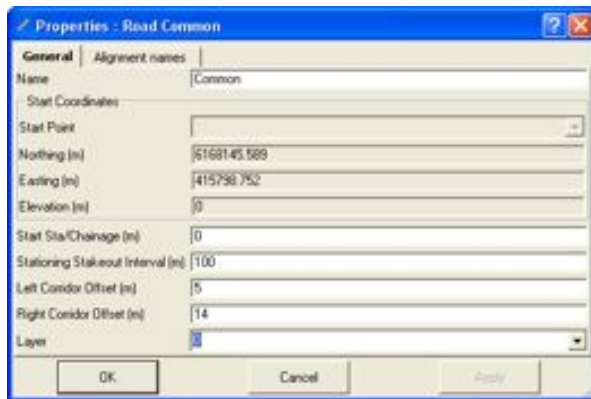 Properties : Road Common
General Alignment names
Name Common
Start Coordinates
Start Point
Northing (m) 6168145.589
Easting (m) 415798.752
Elevation (m) 0
Start Sta/Chainage (m) 0
Stationing Stakeout Interval (m) 100
Left Corridor Offset (m) 5
Right Corridor Offset (m) 14
Layer 0
OK Cancel Apply